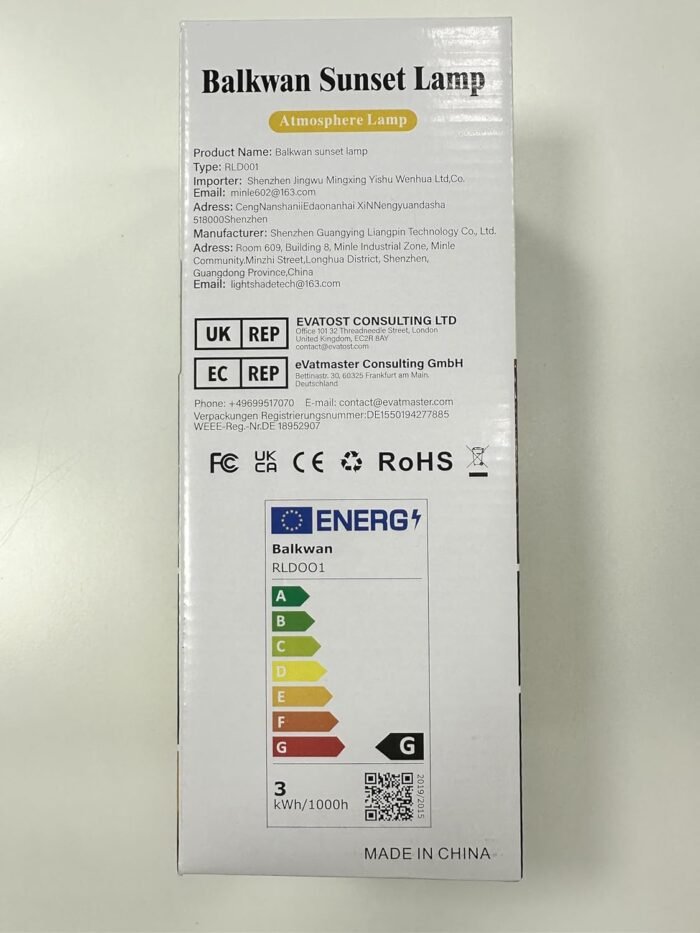 Balkwan Sunset Lamp
Atmosphere Lamp
Product Name: Balkwan sunset lamp
Type: RLD001
Importer: Shenzhen Jingwu Mingxing Yishu Wenhua Ltd,Co.
Email: minle602@163.com
Adress: CengNanshaniiEdaonanhai XiNNengyuandasha
518000Shenzhen
Manufacturer: Shenzhen Guangying Liangpin Technology Co., Ltd.
Adress: Room 609, Building 8, Minle Industrial Zone, Minle
Community.Minzhi Street,Longhua District, Shenzhen,
Guangdong Province,China
Email: lightshadetech@163.com
UK REP
EVATOST CONSULTING LTD
Office 101 32 Threadneedle Street, London
United Kingdom, EC2R 8AY
contact@evatost.com
EC REP
eVatmaster Consulting GmbH
Bettinastr. 30, 60325 Frankfurt am Main,
Deutschland
Phone: +49699517070 E-mail: contact@evatmaster.com
Verpackungen Registrierungsnummer:DE1550194277885
WEEE-Reg.-Nr.DE 18952907
FC UK CA CE RoHS
ENERG
Balkwan
RLD001
A
B
C
D
E
F
G G
3
kWh/1000h
2019/2015
MADE IN CHINA